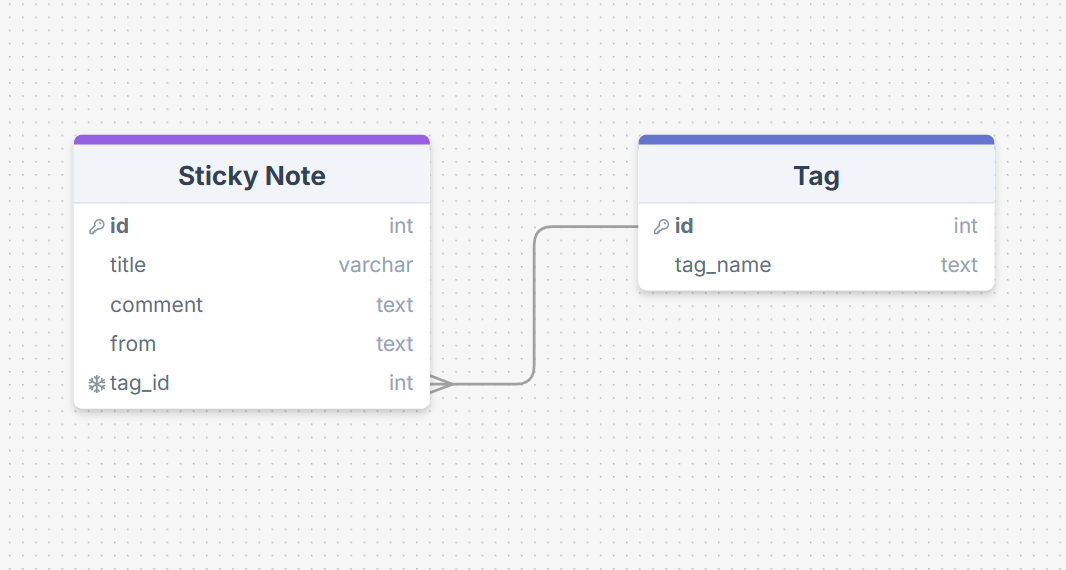 Sticky Note
id int
title varchar
comment text
from text
tag_id int
Tag
id int
tag_name text